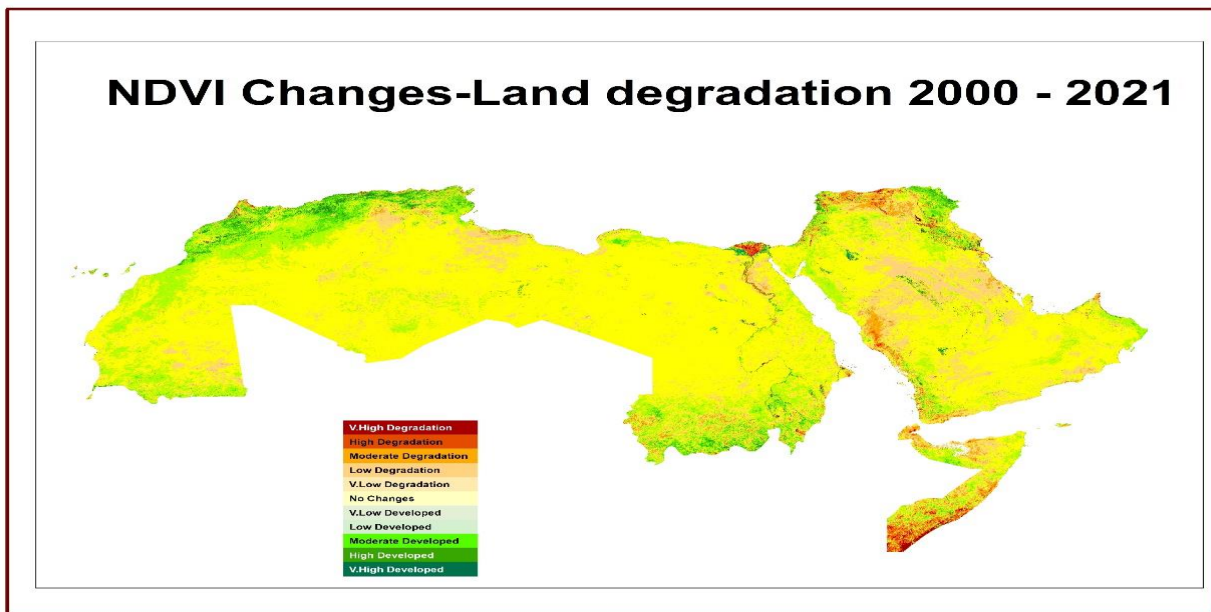 NDVI Changes-Land degradation 2000 - 2021
V.High Degradation
High Degradation
Moderate Degradation
Low Degradation
V.Low Degradation
No Changes
V.Low Developed
Low Developed
Moderate Developed
High Developed
V.High Developed